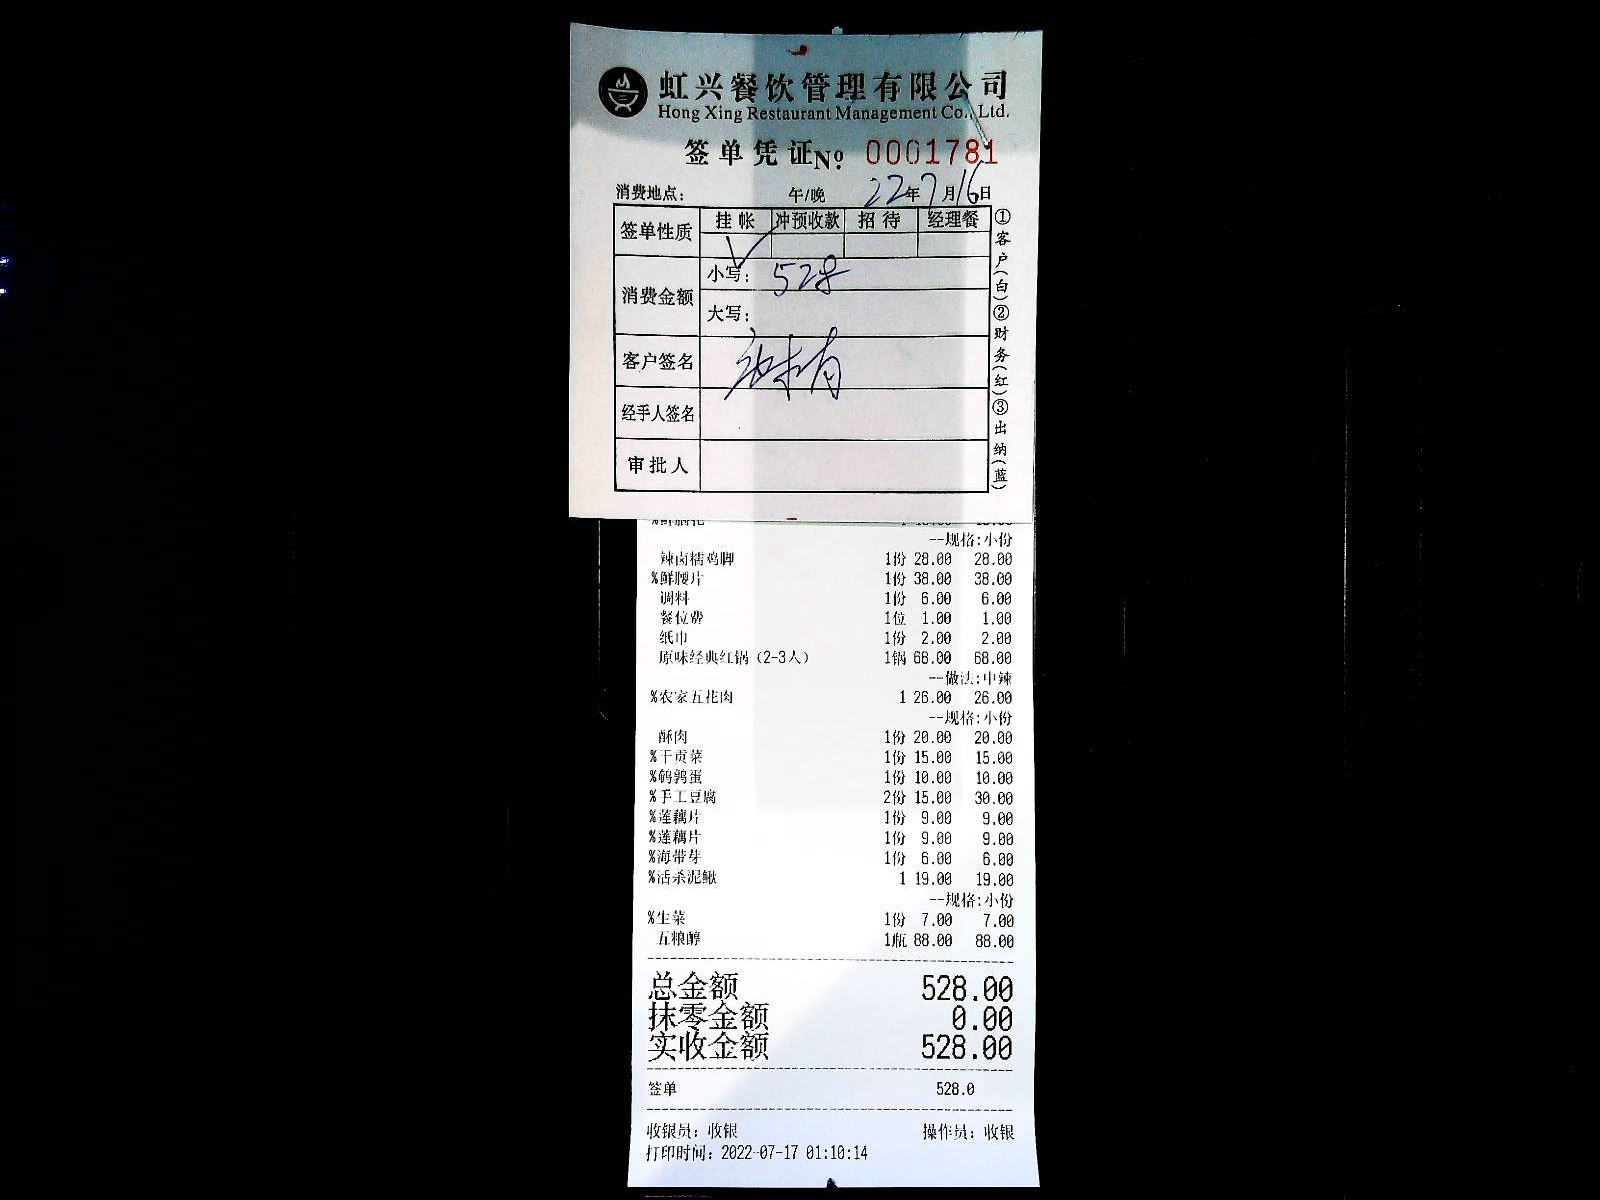 虹兴餐饮管理有限公司
Hong Xing Restaurant Management Co., Ltd.
签单凭证 No: 0001781
消费地点: 午/晚 22年7月16日
签单性质 挂帐 冲预收款 招待 经理餐
✓
消费金额 小写: 528
大写:
客户签名
经手人签名
审批人
①客户(白)②财务(红)③出纳(蓝)
--规格:小份
辣卤糯鸡脚 1份 28.00 28.00
%鲜腰片 1份 38.00 38.00
调料 1份 6.00 6.00
餐位费 1位 1.00 1.00
纸巾 1份 2.00 2.00
原味经典红锅（2-3人） 1锅 68.00 68.00
--做法:中辣
%农家五花肉 1 26.00 26.00
--规格:小份
酥肉 1份 20.00 20.00
%干贡菜 1份 15.00 15.00
%鹌鹑蛋 1份 10.00 10.00
%手工豆腐 2份 15.00 30.00
%莲藕片 1份 9.00 9.00
%莲藕片 1份 9.00 9.00
%海带芽 1份 6.00 6.00
%活杀泥鳅 1 19.00 19.00
--规格:小份
%生菜 1份 7.00 7.00
五粮醇 1瓶 88.00 88.00
总金额 528.00
抹零金额 0.00
实收金额 528.00
签单 528.0
收银员: 收银 操作员: 收银
打印时间: 2022-07-17 01:10:14